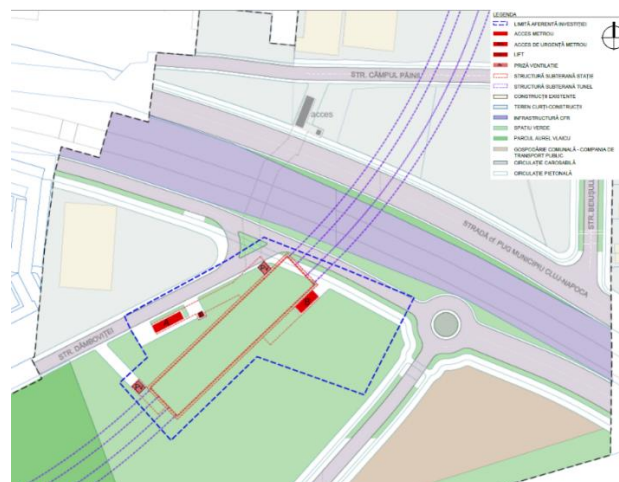 LEGENDA
LIMITĂ AFERENTĂ INVESTIȚIEI
ACCES METROU
ACCES DE URGENȚĂ METROU
LIFT
PRIZĂ VENTILAȚIE
STRUCTURĂ SUBTERANĂ STAȚIE
STRUCTURĂ SUBTERANĂ TUNEL
CONSTRUCȚII EXISTENTE
TEREN CURȚI-CONSTRUCȚII
INFRASTRUCTURĂ CFR
SPAȚIU VERDE
PARCUL AUREL VLAICU
GOSPODĂRIE COMUNALĂ - COMPANIA DE
TRANSPORT PUBLIC
CIRCULAȚIE CAROSABILĂ
CIRCULAȚIE PIETONALĂ
STR. CÂMPUL PÂINII
acces
STRADĂ cf. PUG MUNICIPIU CLUJ-NAPOCA
STR. BEIUȘULUI
STR. DÂMBOVIȚEI